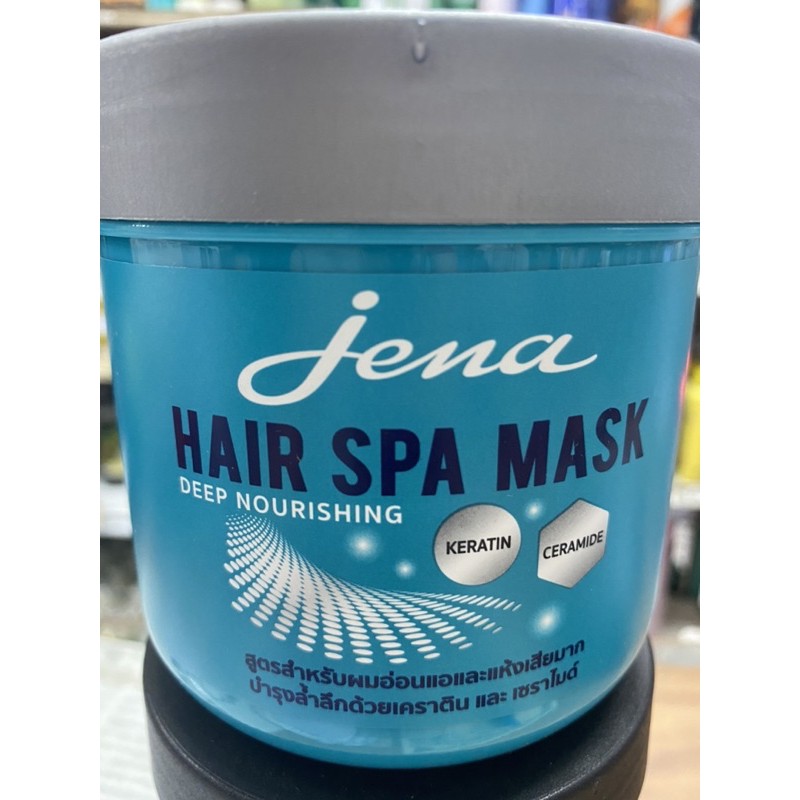 jena
HAIR SPA MASK
DEEP NOURISHING
KERATIN
CERAMIDE
สูตรสำหรับผมอ่อนแอและแห้งเสียมาก
บำรุงล้ำลึกด้วยเคราติน และ เซราไมด์